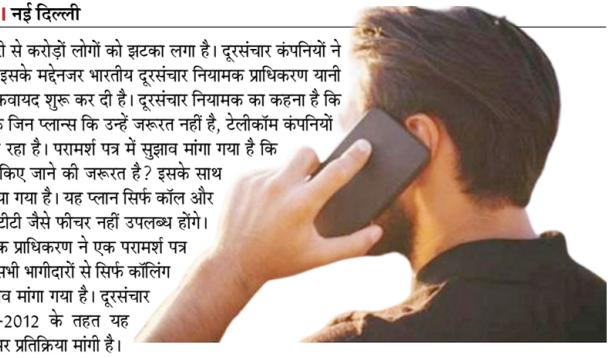 नई दिल्ली
से करोड़ों लोगों को झटका लगा है। दूरसंचार कंपनियों ने
इसके मद्देनजर भारतीय दूरसंचार नियामक प्राधिकरण यानी
कवायद शुरू कर दी है। दूरसंचार नियामक का कहना है कि
जिन प्लान्स कि उन्हें जरूरत नहीं है, टेलीकॉम कंपनियों
रहा है। परामर्श पत्र में सुझाव मांगा गया है कि
किए जाने की जरूरत है? इसके साथ
गया है। यह प्लान सिर्फ कॉल और
टीटी जैसे फीचर नहीं उपलब्ध होंगे।
प्राधिकरण ने एक परामर्श पत्र
सभी भागीदारों से सिर्फ कॉलिंग
मांगा गया है। दूरसंचार
-2012 के तहत यह
पर प्रतिक्रिया मांगी है।